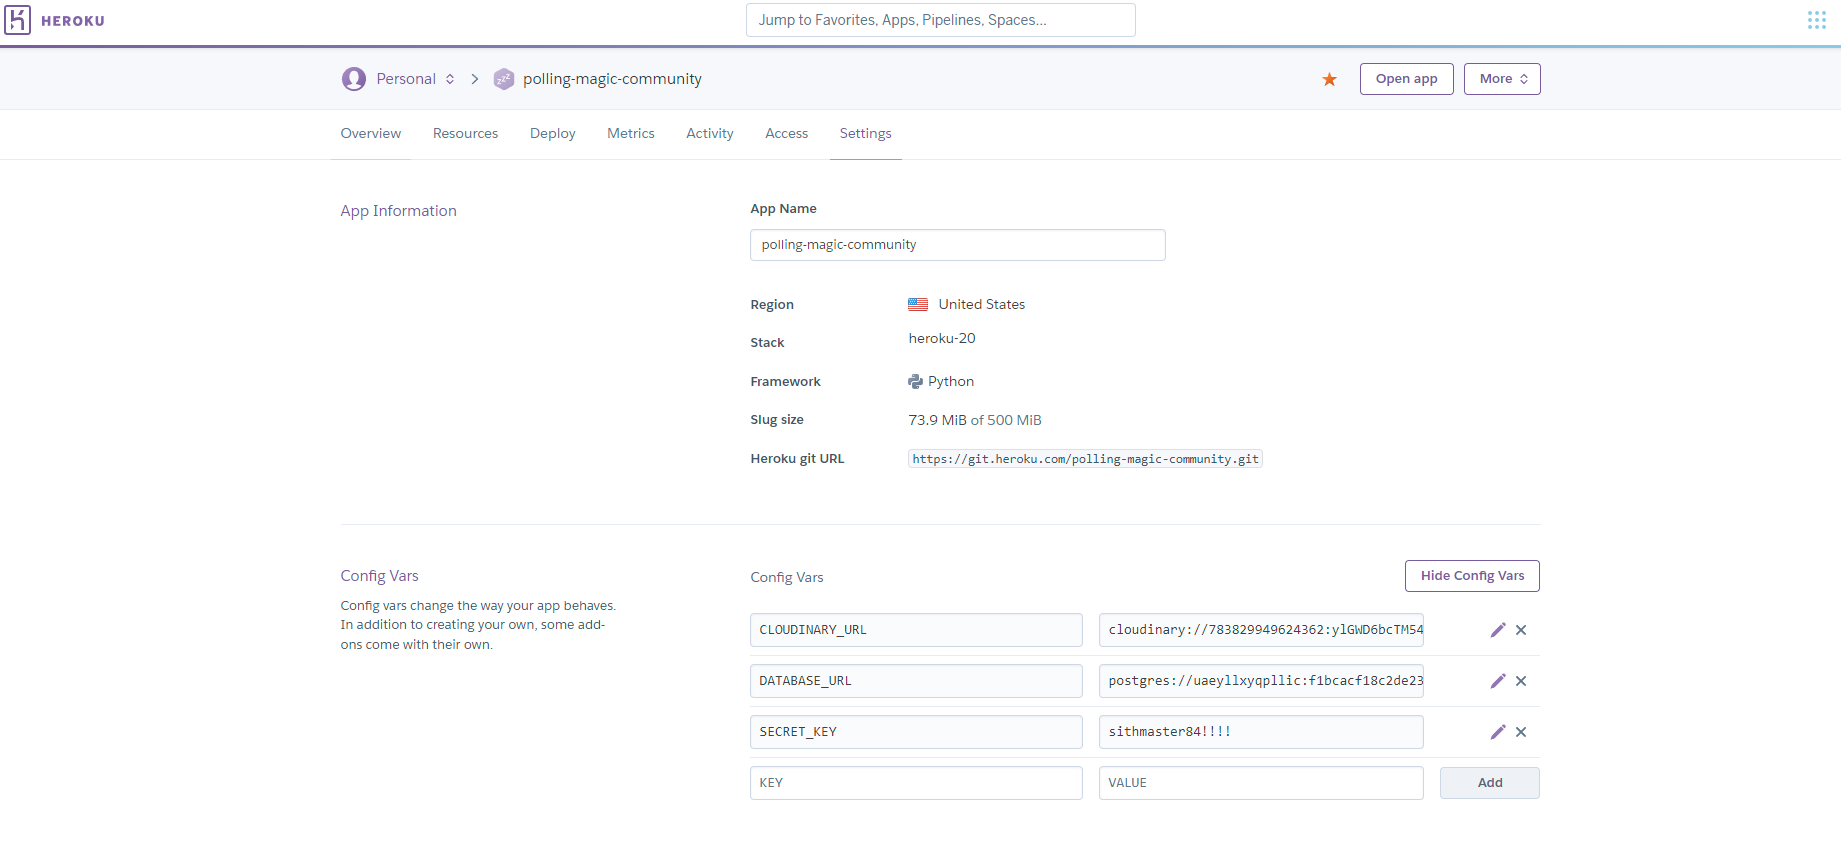 HEROKU
Jump to Favorites, Apps, Pipelines, Spaces...
Personal
polling-magic-community
Open app
More
Overview
Resources
Deploy
Metrics
Activity
Access
Settings
App Information
App Name
polling-magic-community
Region
United States
Stack
heroku-20
Framework
Python
Slug size
73.9 MiB of 500 MiB
Heroku git URL
https://git.heroku.com/polling-magic-community.git
Config Vars
Config vars change the way your app behaves.
In addition to creating your own, some add-
ons come with their own.
Config Vars
Hide Config Vars
CLOUDINARY_URL
cloudinary://783829949624362:ylGWD6bcTM54
DATABASE_URL
postgres://uaeyllxyqpllic:f1bcacf18c2de23
SECRET_KEY
sithmaster84!!!!
KEY
VALUE
Add